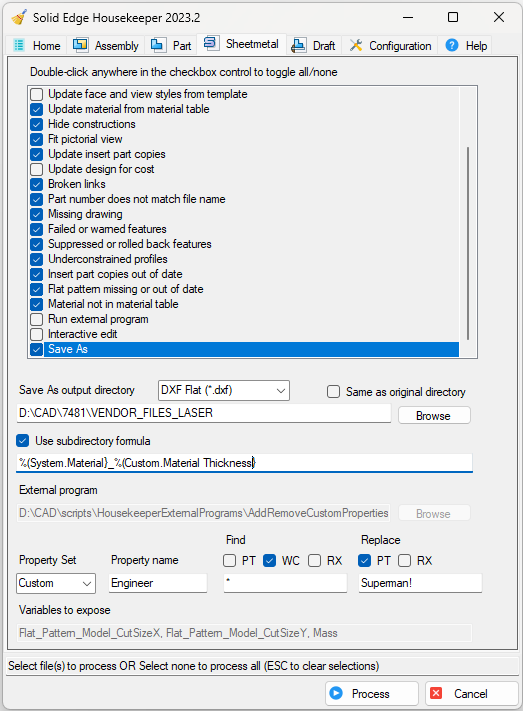 Solid Edge Housekeeper 2023.2
Home Assembly Part Sheetmetal Draft Configuration Help
Double-click anywhere in the checkbox control to toggle all/none
Update face and view styles from template
Update material from material table
Hide constructions
Fit pictorial view
Update insert part copies
Update design for cost
Broken links
Part number does not match file name
Missing drawing
Failed or warned features
Suppressed or rolled back features
Underconstrained profiles
Insert part copies out of date
Flat pattern missing or out of date
Material not in material table
Run external program
Interactive edit
Save As
Save As output directory DXF Flat (*.dxf) Same as original directory
D:\CAD\7481\VENDOR_FILES_LASER Browse
Use subdirectory formula
%{System.Material}_%{Custom.Material Thickness}
External program
D:\CAD\scripts\HousekeeperExternalPrograms\AddRemoveCustomProperties Browse
Find Replace
Property Set Property name PT WC RX PT RX
Custom Engineer * Superman!
Variables to expose
Flat_Pattern_Model_CutSizeX, Flat_Pattern_Model_CutSizeY, Mass
Select file(s) to process OR Select none to process all (ESC to clear selections)
Process Cancel